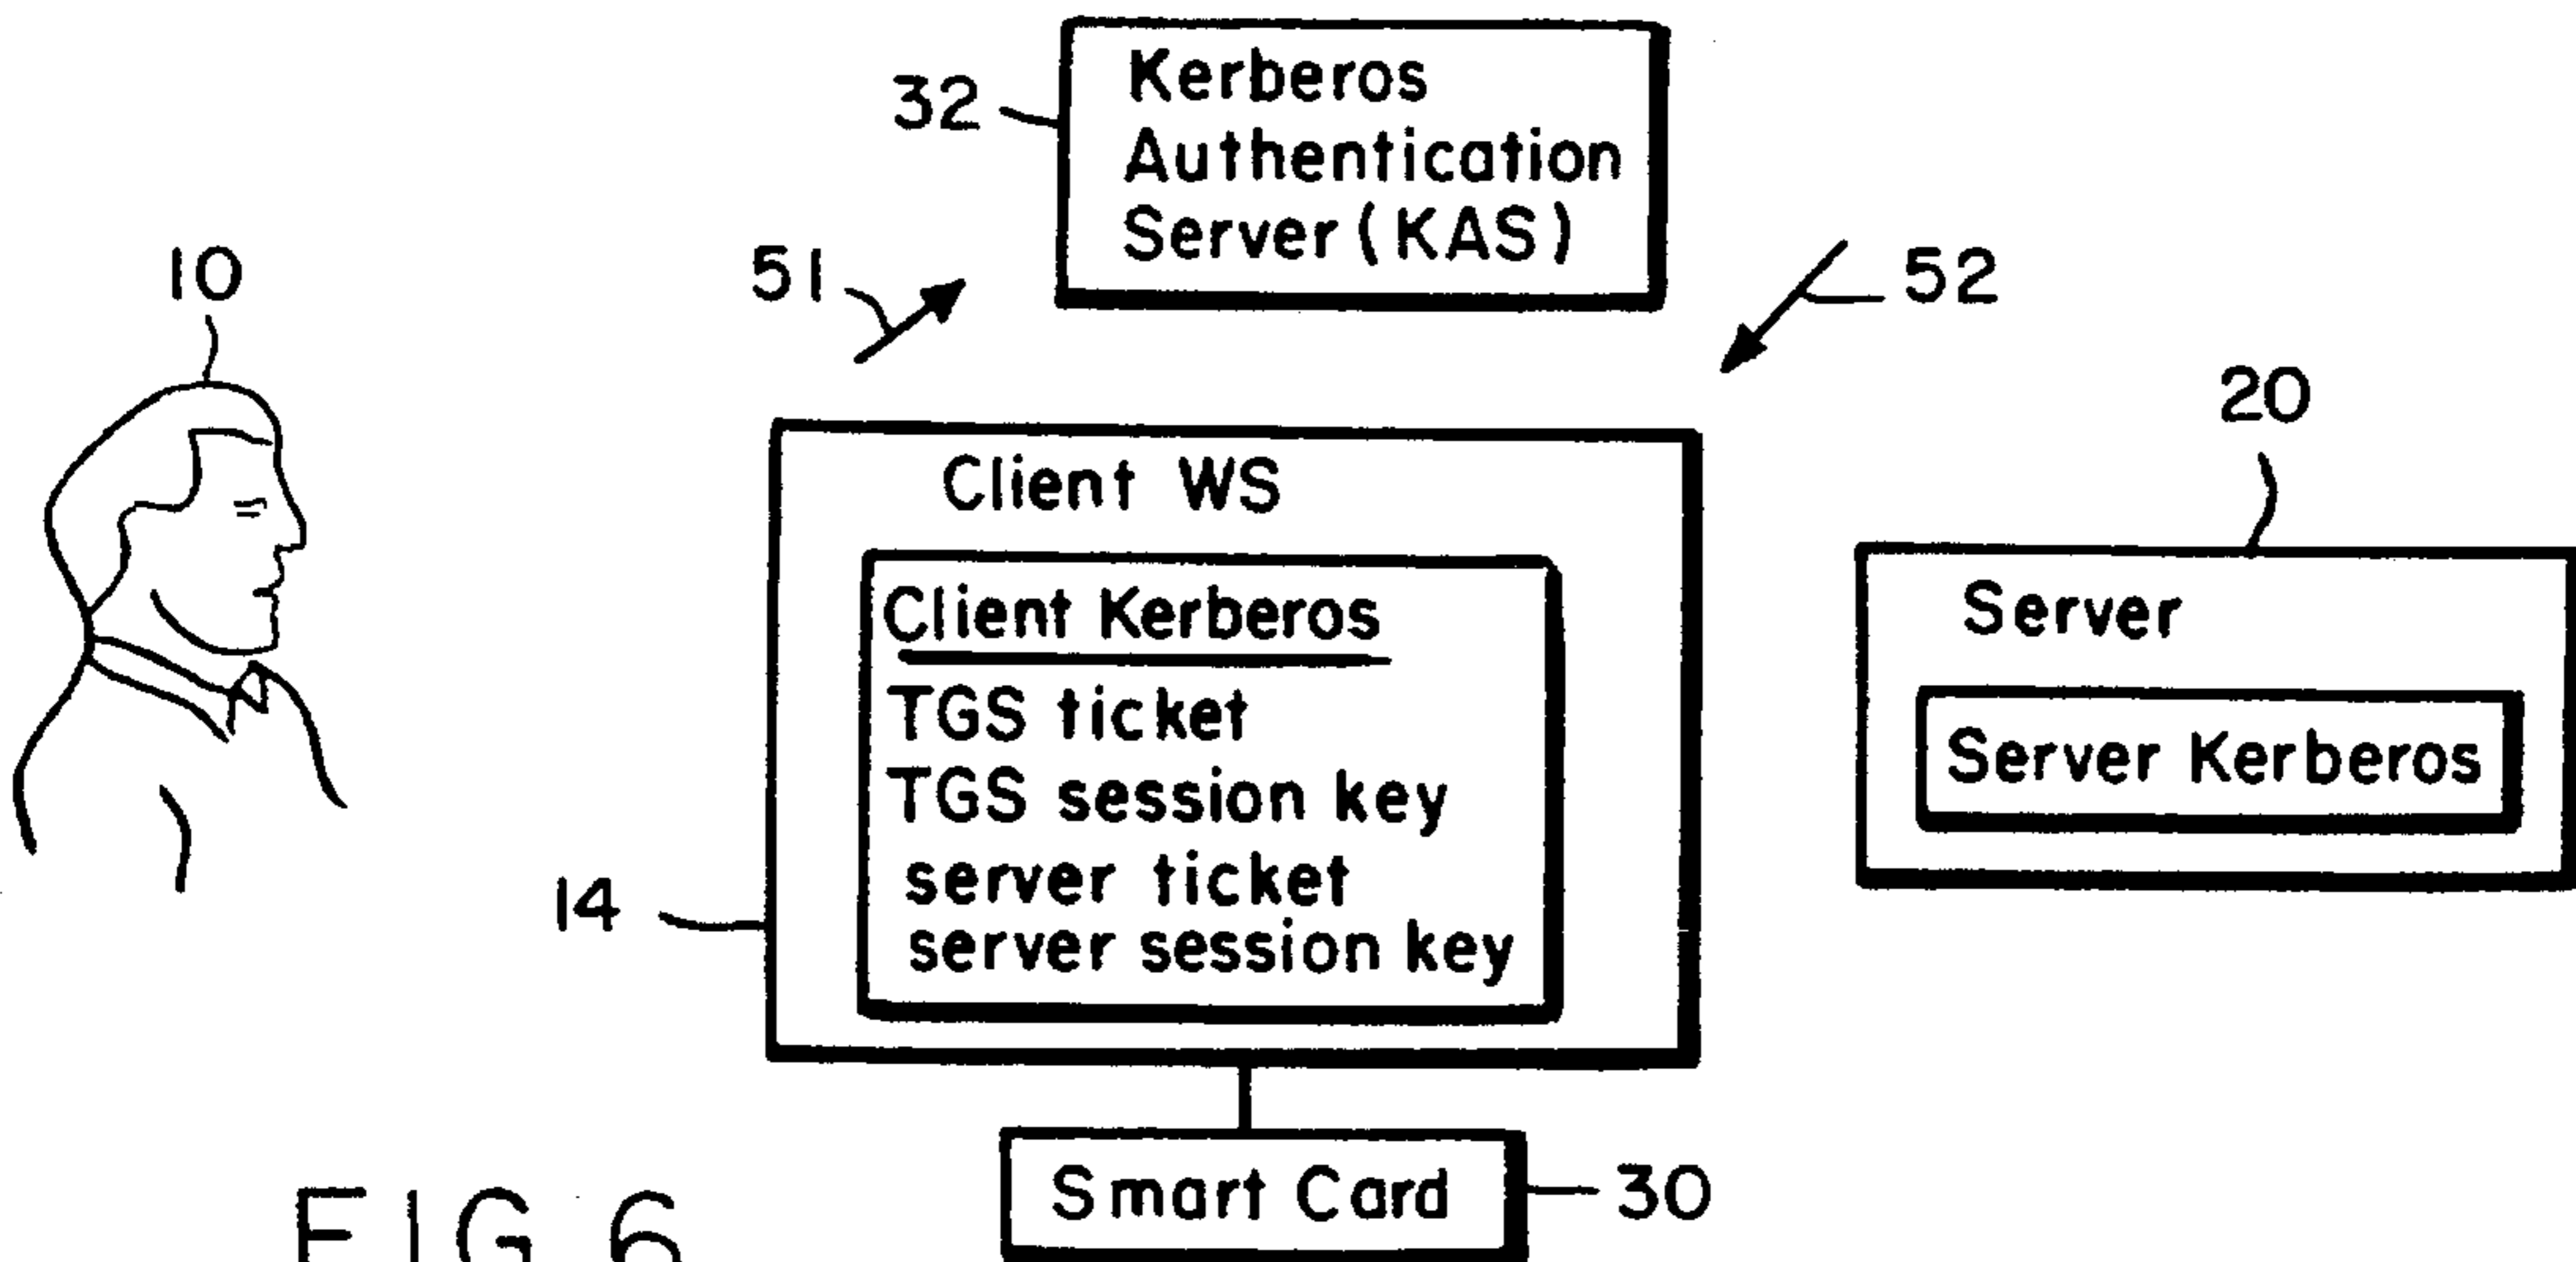 32
Kerberos
Authentication
Server (KAS)
10
51
52
20
Client WS
Client Kerberos
TGS ticket
TGS session key
server ticket
server session key
Server
Server Kerberos
14
Smart Card
30
FIG 6